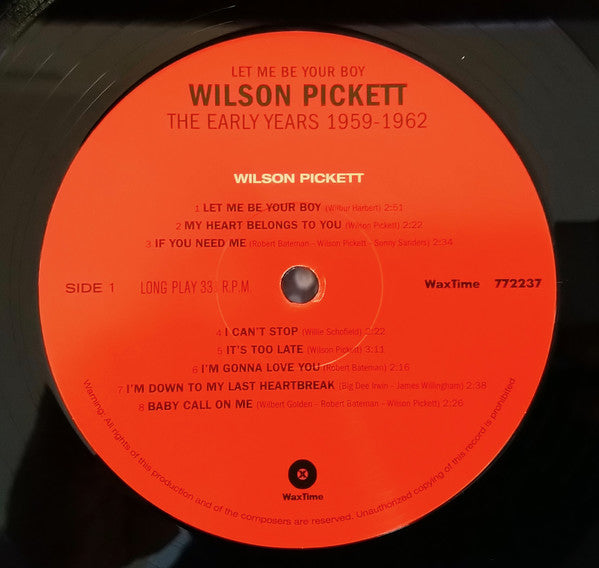 LET ME BE YOUR BOY
WILSON PICKETT
THE EARLY YEARS 1959-1962
WILSON PICKETT
1 LET ME BE YOUR BOY (Wilbur Harbert) 2:51
2 MY HEART BELONGS TO YOU (Wilson Pickett) 2:22
3 IF YOU NEED ME (Robert Bateman – Wilson Pickett – Sonny Sanders) 2:34
SIDE 1 LONG PLAY 33 R.P.M. WaxTime 772237
4 I CAN'T STOP (Willie Schofield) 2:22
5 IT'S TOO LATE (Wilson Pickett) 3:11
6 I'M GONNA LOVE YOU (Robert Bateman) 2:16
7 I'M DOWN TO MY LAST HEARTBREAK (Big Dee Irwin – James Willingham) 2:38
8 BABY CALL ON ME (Wilbert Golden – Robert Bateman – Wilson Pickett) 2:26
Warning: All rights of this production and of the composers are reserved. Unauthorized copying of this record is prohibited
WaxTime